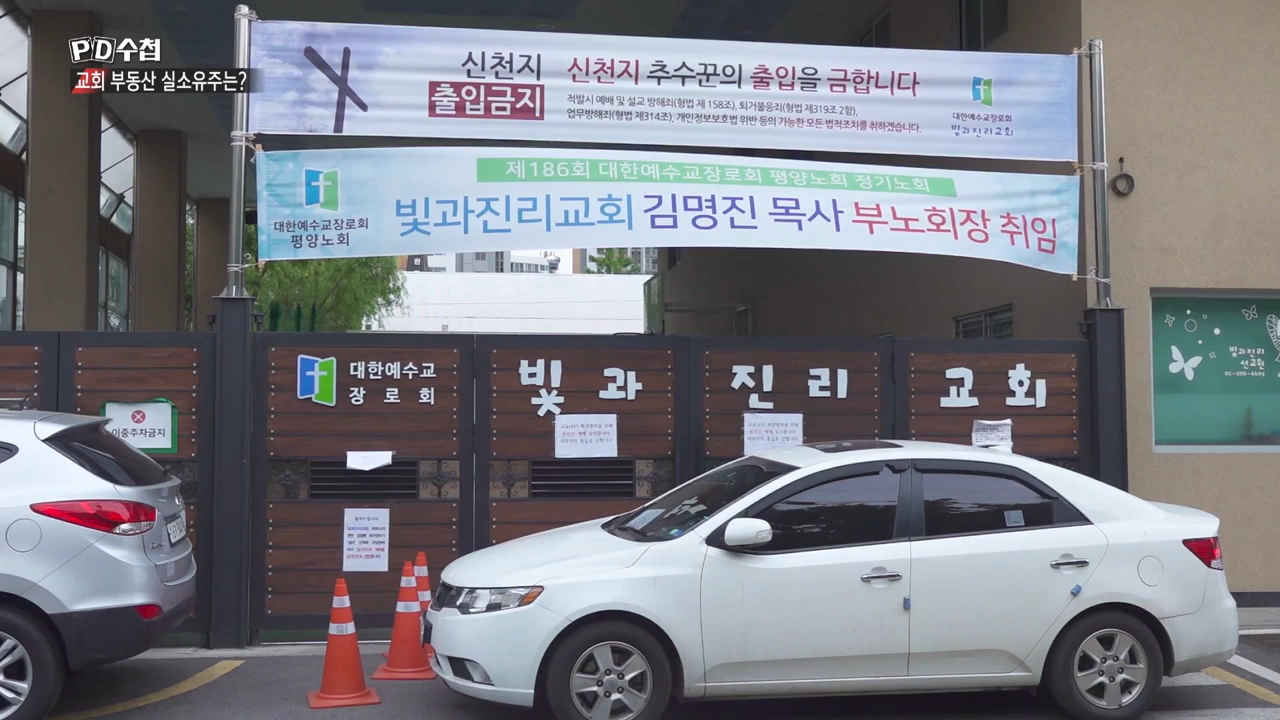 PD수첩
교회 부동산 실소유주는?
신천지
출입금지
신천지 추수꾼의 출입을 금합니다
적발시 예배 및 설교 방해죄(형법 제 158조), 퇴거불응죄(형법 제319조 2항),
업무방해죄(형법 제314조), 개인정보보호법 위반 등의 가능한 모든 법적조치를 취하겠습니다.
대한예수교장로회
빛과진리교회
제186회 대한예수교장로회 평양노회 정기노회
대한예수교장로회
평양노회
빛과진리교회 김명진 목사 부노회장 취임
대한예수교
장로회
빛과진리교회
이중주차금지
빛과진리
선교원